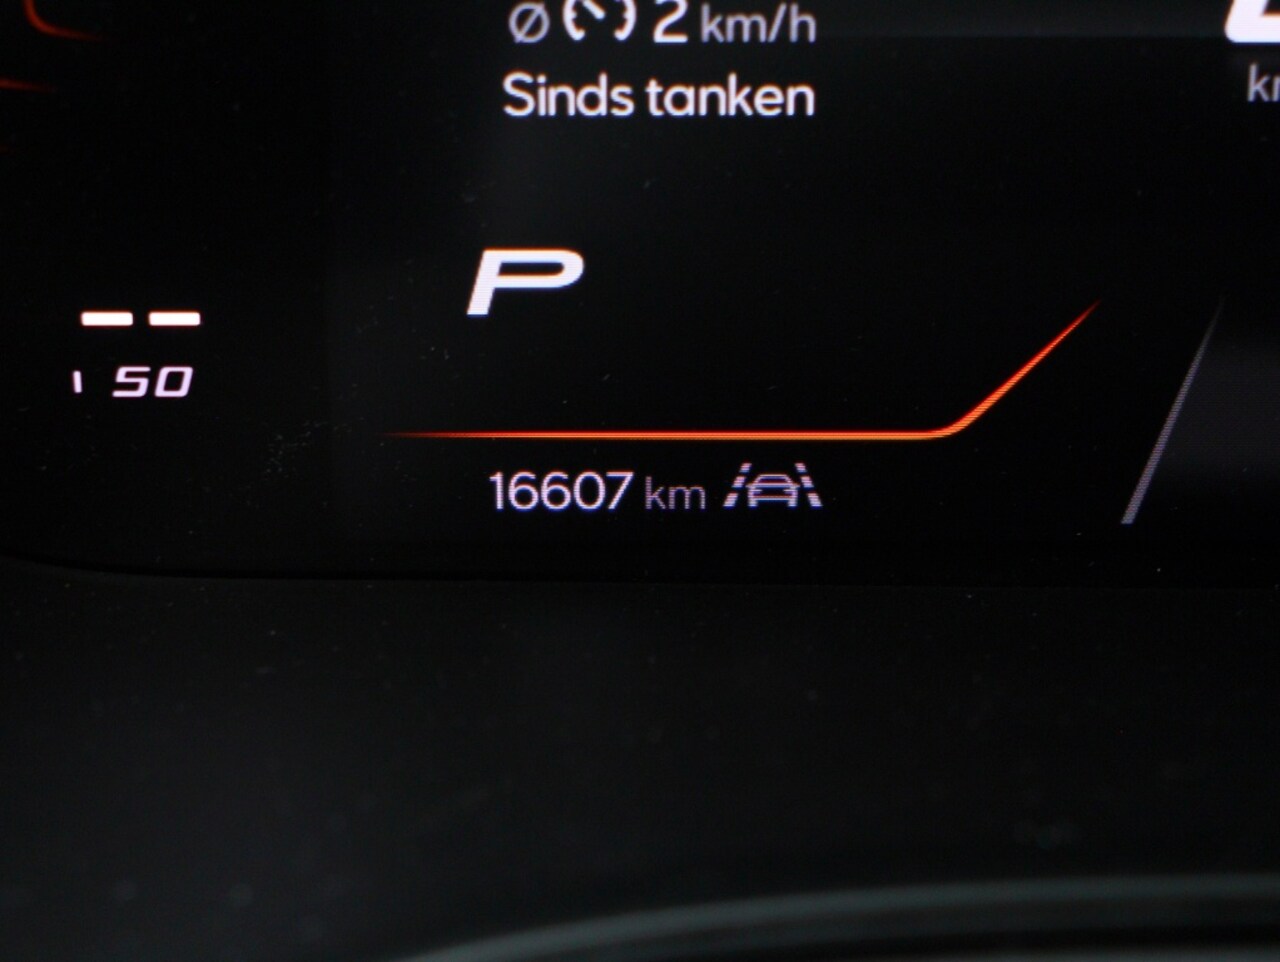 Ø 2 km/h
Sinds tanken
P
50
16607 km